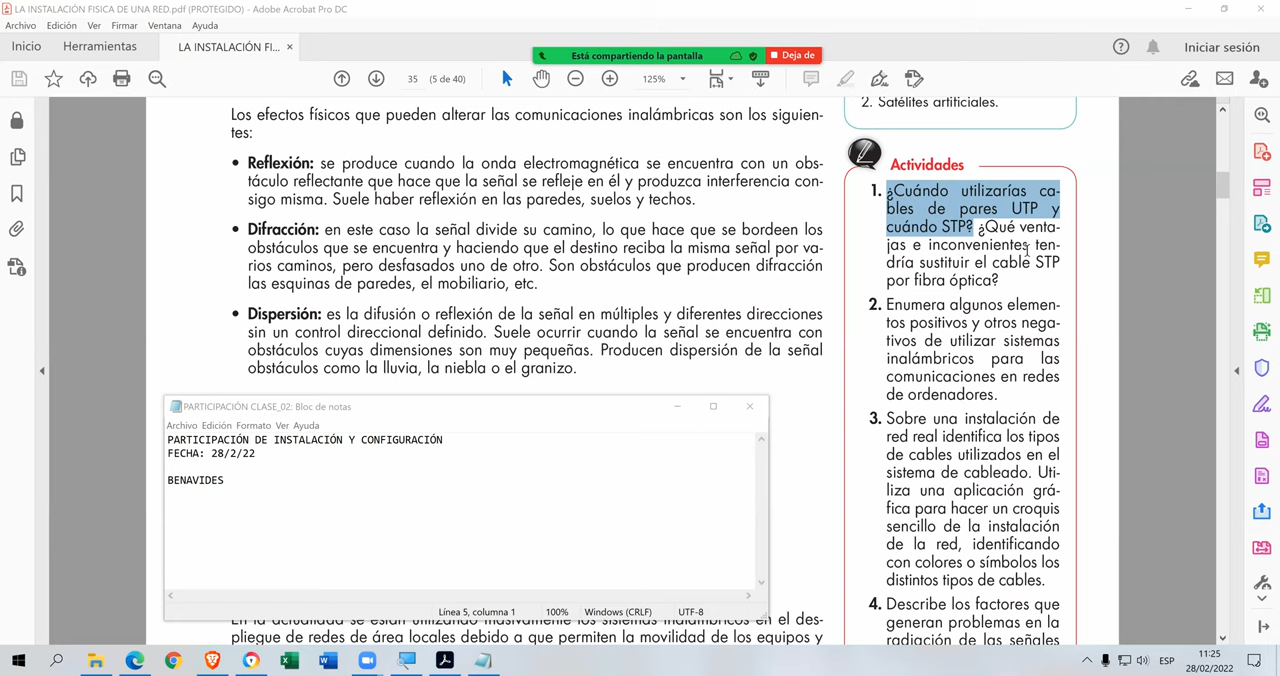 LA INSTALACIÓN FISICA DE UNA RED.pdf (PROTEGIDO) - Adobe Acrobat Pro DC
Archivo Edición Ver Firmar Ventana Ayuda
Inicio Herramientas LA INSTALACIÓN FI... × Iniciar sesión
Está compartiendo la pantalla Deja de
35 (5 de 40) 125%
Los efectos físicos que pueden alterar las comunicaciones inalámbricas son los siguien-
tes:
• Reflexión: se produce cuando la onda electromagnética se encuentra con un obs-
táculo reflectante que hace que la señal se refleje en él y produzca interferencia con-
sigo misma. Suele haber reflexión en las paredes, suelos y techos.
• Difracción: en este caso la señal divide su camino, lo que hace que se bordeen los
obstáculos que se encuentra y haciendo que el destino reciba la misma señal por va-
rios caminos, pero desfasados uno de otro. Son obstáculos que producen difracción
las esquinas de paredes, el mobiliario, etc.
• Dispersión: es la difusión o reflexión de la señal en múltiples y diferentes direcciones
sin un control direccional definido. Suele ocurrir cuando la señal se encuentra con
obstáculos cuyas dimensiones son muy pequeñas. Producen dispersión de la señal
obstáculos como la lluvia, la niebla o el granizo.
PARTICIPACIÓN CLASE_02: Bloc de notas
Archivo Edición Formato Ver Ayuda
PARTICIPACIÓN DE INSTALACIÓN Y CONFIGURACIÓN
FECHA: 28/2/22
BENAVIDES
Línea 5, columna 1 100% Windows (CRLF) UTF-8
En la actualidad se están utilizando masivamente los sistemas inalámbricos en el des-
pliegue de redes de área locales debido a que permiten la movilidad de los equipos y
2. Satélites artificiales.
Actividades
1. ¿Cuándo utilizarías ca-
bles de pares UTP y
cuándo STP? ¿Qué venta-
jas e inconvenientes ten-
dría sustituir el cable STP
por fibra óptica?
2. Enumera algunos elemen-
tos positivos y otros nega-
tivos de utilizar sistemas
inalámbricos para las
comunicaciones en redes
de ordenadores.
3. Sobre una instalación de
red real identifica los tipos
de cables utilizados en el
sistema de cableado. Uti-
liza una aplicación grá-
fica para hacer un croquis
sencillo de la instalación
de la red, identificando
con colores o símbolos los
distintos tipos de cables.
4. Describe los factores que
generan problemas en la
radiación de las señales
ESP 11:25
28/02/2022